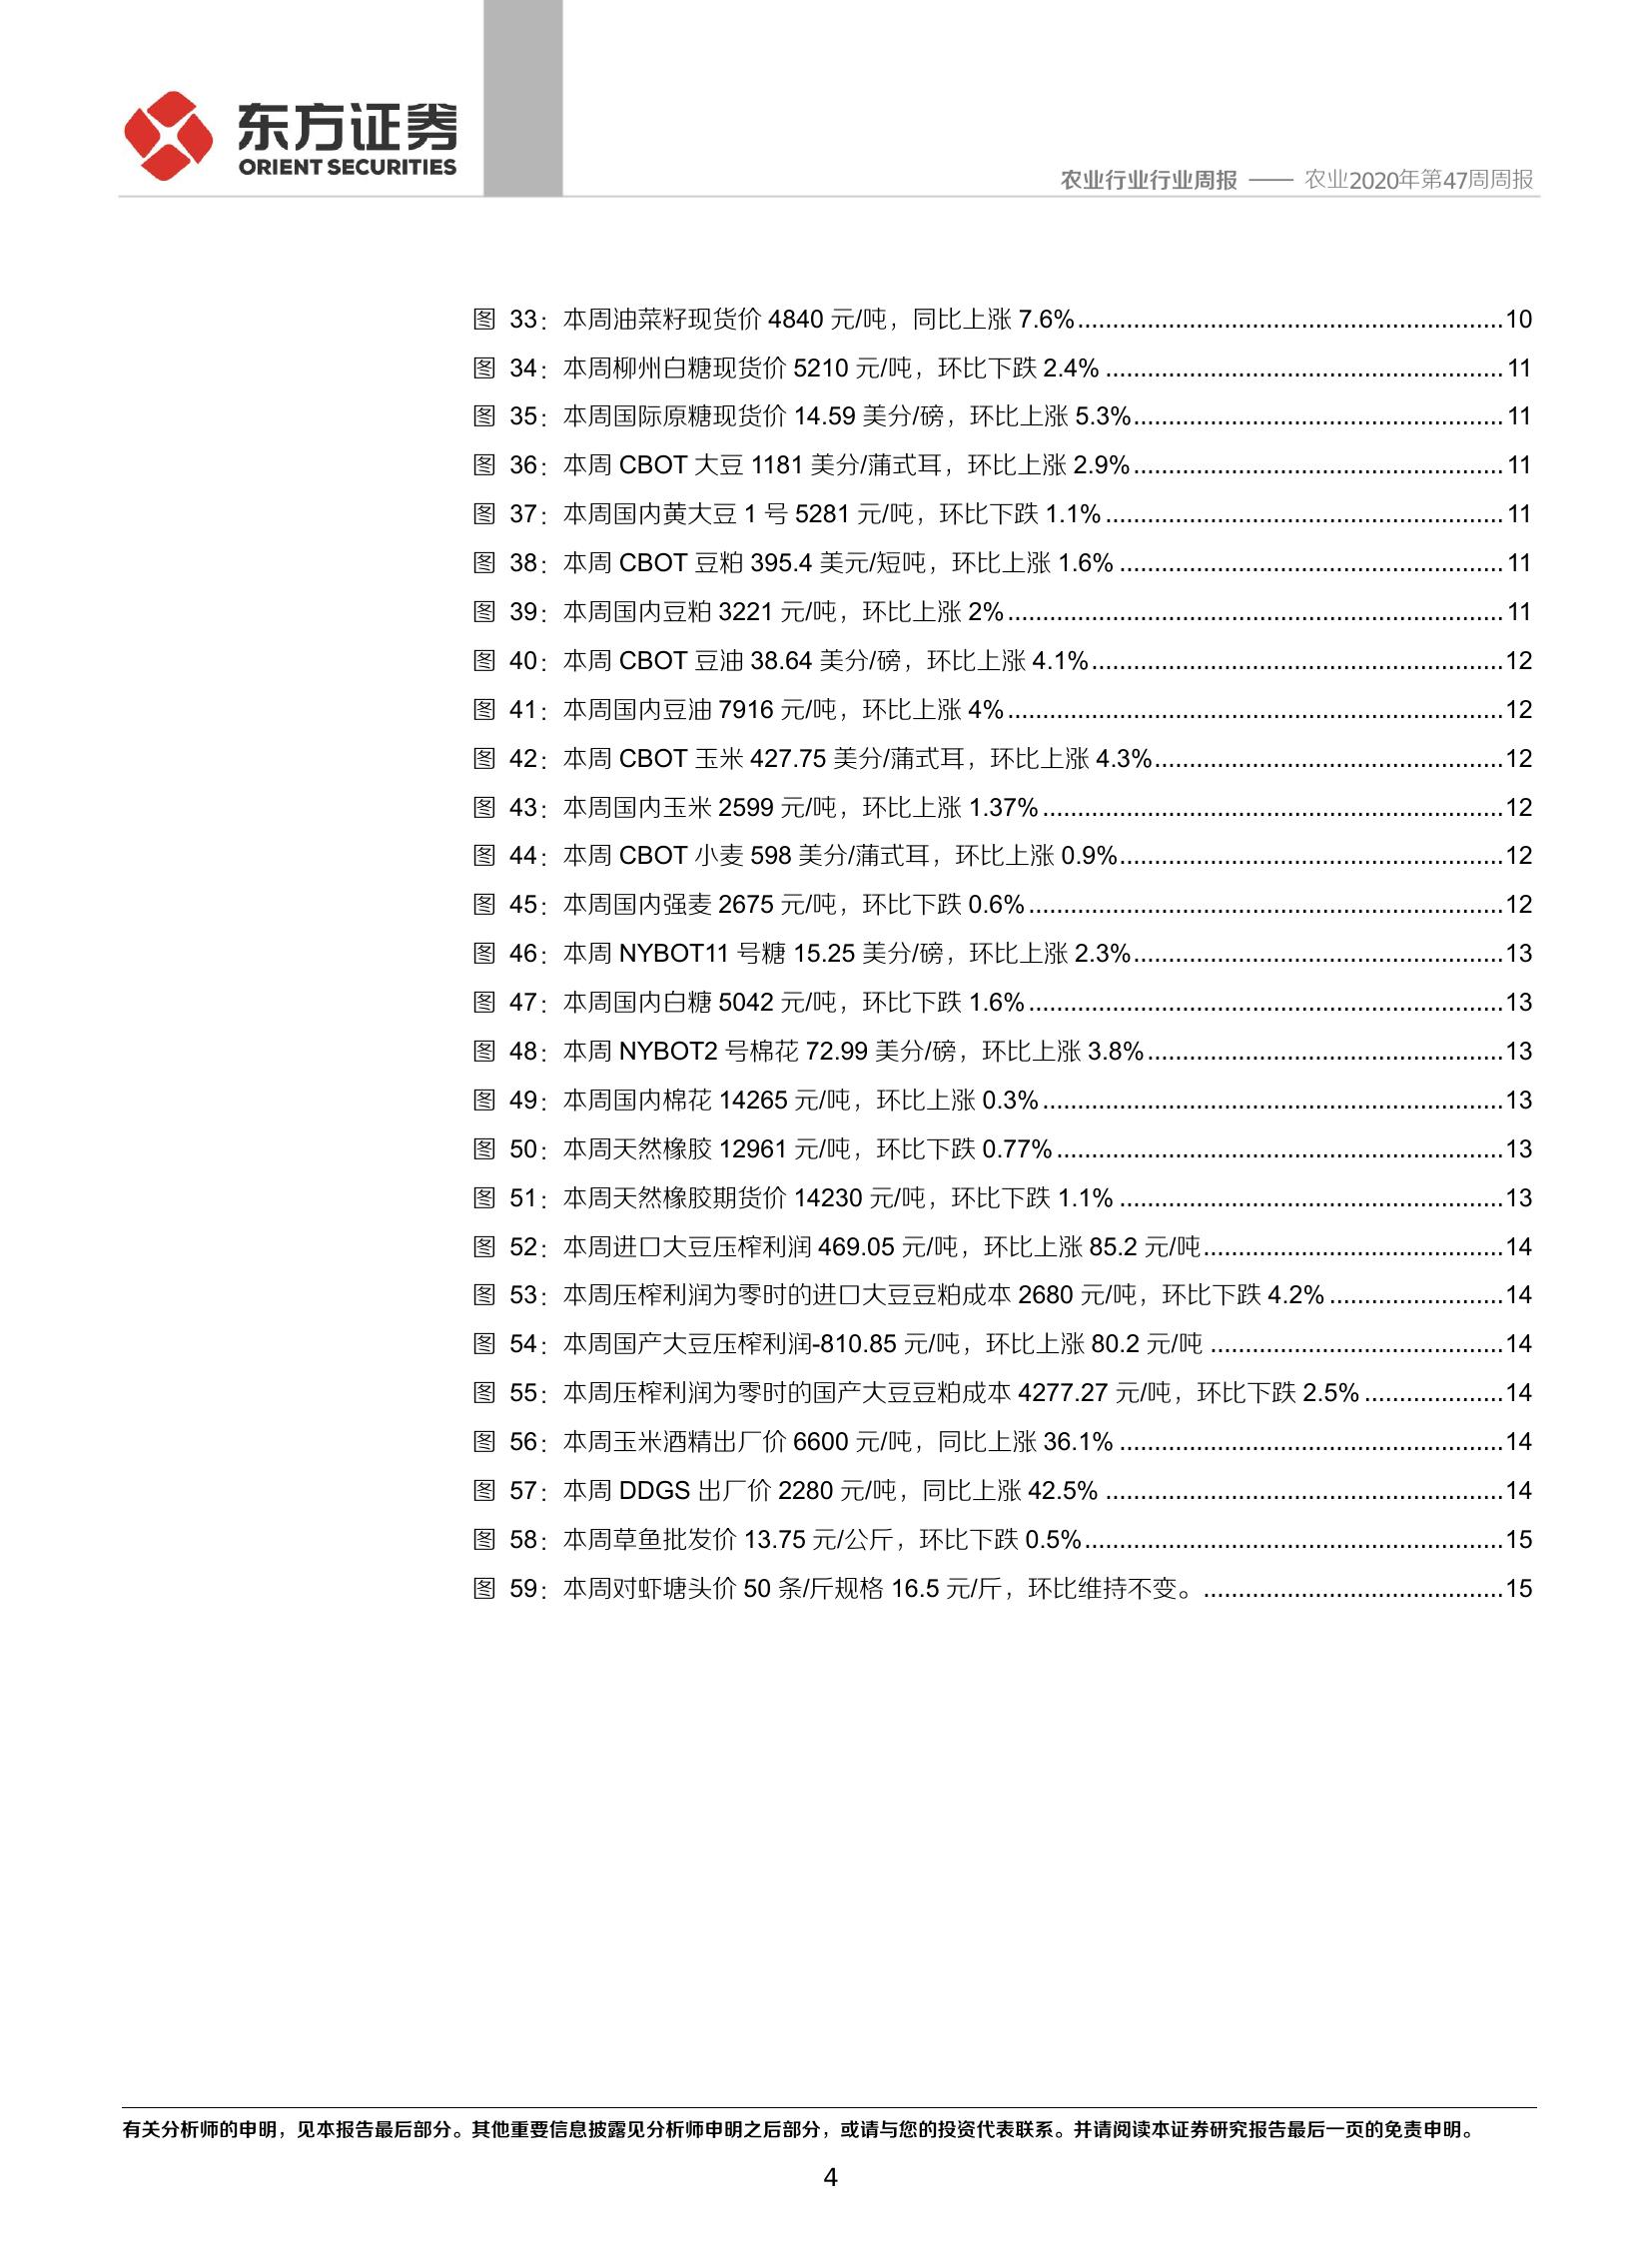 东方证券
ORIENT SECURITIES
农业行业行业周报 —— 农业2020年第47周周报
图 33：本周油菜籽现货价 4840 元/吨，同比上涨 7.6%..........10
图 34：本周柳州白糖现货价 5210 元/吨，环比下跌 2.4%..........11
图 35：本周国际原糖现货价 14.59 美分/磅，环比上涨 5.3%..........11
图 36：本周 CBOT 大豆 1181 美分/蒲式耳，环比上涨 2.9%..........11
图 37：本周国内黄大豆 1 号 5281 元/吨，环比下跌 1.1%..........11
图 38：本周 CBOT 豆粕 395.4 美元/短吨，环比上涨 1.6%..........11
图 39：本周国内豆粕 3221 元/吨，环比上涨 2%..........11
图 40：本周 CBOT 豆油 38.64 美分/磅，环比上涨 4.1%..........12
图 41：本周国内豆油 7916 元/吨，环比上涨 4%..........12
图 42：本周 CBOT 玉米 427.75 美分/蒲式耳，环比上涨 4.3%..........12
图 43：本周国内玉米 2599 元/吨，环比上涨 1.37%..........12
图 44：本周 CBOT 小麦 598 美分/蒲式耳，环比上涨 0.9%..........12
图 45：本周国内强麦 2675 元/吨，环比下跌 0.6%..........12
图 46：本周 NYBOT11 号糖 15.25 美分/磅，环比上涨 2.3%..........13
图 47：本周国内白糖 5042 元/吨，环比下跌 1.6%..........13
图 48：本周 NYBOT2 号棉花 72.99 美分/磅，环比上涨 3.8%..........13
图 49：本周国内棉花 14265 元/吨，环比上涨 0.3%..........13
图 50：本周天然橡胶 12961 元/吨，环比下跌 0.77%..........13
图 51：本周天然橡胶期货价 14230 元/吨，环比下跌 1.1%..........13
图 52：本周进口大豆压榨利润 469.05 元/吨，环比上涨 85.2 元/吨..........14
图 53：本周压榨利润为零时的进口大豆豆粕成本 2680 元/吨，环比下跌 4.2%..........14
图 54：本周国产大豆压榨利润-810.85 元/吨，环比上涨 80.2 元/吨..........14
图 55：本周压榨利润为零时的国产大豆豆粕成本 4277.27 元/吨，环比下跌 2.5%..........14
图 56：本周玉米酒精出厂价 6600 元/吨，同比上涨 36.1%..........14
图 57：本周 DDGS 出厂价 2280 元/吨，同比上涨 42.5%..........14
图 58：本周草鱼批发价 13.75 元/公斤，环比下跌 0.5%..........15
图 59：本周对虾塘头价 50 条/斤规格 16.5 元/斤，环比维持不变。..........15
有关分析师的申明，见本报告最后部分。其他重要信息披露见分析师申明之后部分，或请与您的投资代表联系。并请阅读本证券研究报告最后一页的免责申明。
4